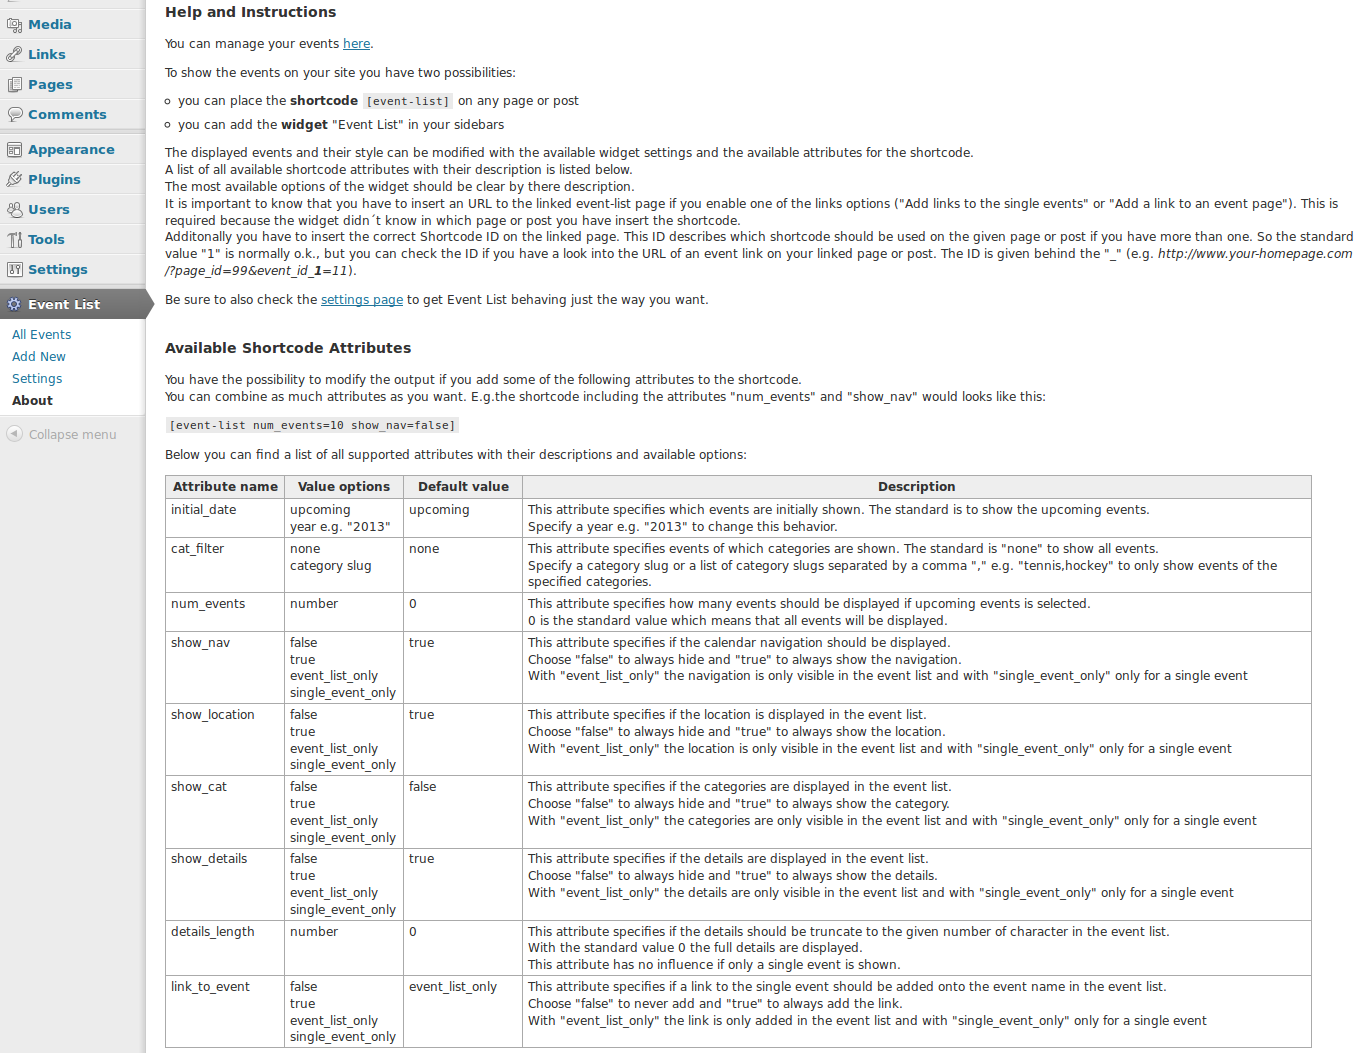 Media
Links
Pages
Comments
Appearance
Plugins
Users
Tools
Settings
Event List
All Events
Add New
Settings
About
Collapse menu
Help and Instructions
You can manage your events here.
To show the events on your site you have two possibilities:
you can place the shortcode [event-list] on any page or post
you can add the widget "Event List" in your sidebars
The displayed events and their style can be modified with the available widget settings and the available attributes for the shortcode.
A list of all available shortcode attributes with their description is listed below.
The most available options of the widget should be clear by there description.
It is important to know that you have to insert an URL to the linked event-list page if you enable one of the links options ("Add links to the single events" or "Add a link to an event page"). This is
required because the widget didn´t know in which page or post you have insert the shortcode.
Additonally you have to insert the correct Shortcode ID on the linked page. This ID describes which shortcode should be used on the given page or post if you have more than one. So the standard
value "1" is normally o.k., but you can check the ID if you have a look into the URL of an event link on your linked page or post. The ID is given behind the "_" (e.g. http://www.your-homepage.com
/?page_id=99&event_id_1=11).
Be sure to also check the settings page to get Event List behaving just the way you want.
Available Shortcode Attributes
You have the possibility to modify the output if you add some of the following attributes to the shortcode.
You can combine as much attributes as you want. E.g.the shortcode including the attributes "num_events" and "show_nav" would looks like this:
[event-list num_events=10 show_nav=false]
Below you can find a list of all supported attributes with their descriptions and available options:
Attribute name Value options Default value Description
initial_date upcoming upcoming This attribute specifies which events are initially shown. The standard is to show the upcoming events.
year e.g. "2013" Specify a year e.g. "2013" to change this behavior.
cat_filter none none This attribute specifies events of which categories are shown. The standard is "none" to show all events.
category slug Specify a category slug or a list of category slugs separated by a comma "," e.g. "tennis,hockey" to only show events of the
specified categories.
num_events number 0 This attribute specifies how many events should be displayed if upcoming events is selected.
0 is the standard value which means that all events will be displayed.
show_nav false true This attribute specifies if the calendar navigation should be displayed.
true Choose "false" to always hide and "true" to always show the navigation.
event_list_only With "event_list_only" the navigation is only visible in the event list and with "single_event_only" only for a single event
single_event_only
show_location false true This attribute specifies if the location is displayed in the event list.
true Choose "false" to always hide and "true" to always show the location.
event_list_only With "event_list_only" the location is only visible in the event list and with "single_event_only" only for a single event
single_event_only
show_cat false false This attribute specifies if the categories are displayed in the event list.
true Choose "false" to always hide and "true" to always show the category.
event_list_only With "event_list_only" the categories are only visible in the event list and with "single_event_only" only for a single event
single_event_only
show_details false true This attribute specifies if the details are displayed in the event list.
true Choose "false" to always hide and "true" to always show the details.
event_list_only With "event_list_only" the details are only visible in the event list and with "single_event_only" only for a single event
single_event_only
details_length number 0 This attribute specifies if the details should be truncate to the given number of character in the event list.
With the standard value 0 the full details are displayed.
This attribute has no influence if only a single event is shown.
link_to_event false event_list_only This attribute specifies if a link to the single event should be added onto the event name in the event list.
true Choose "false" to never add and "true" to always add the link.
event_list_only With "event_list_only" the link is only added in the event list and with "single_event_only" only for a single event
single_event_only